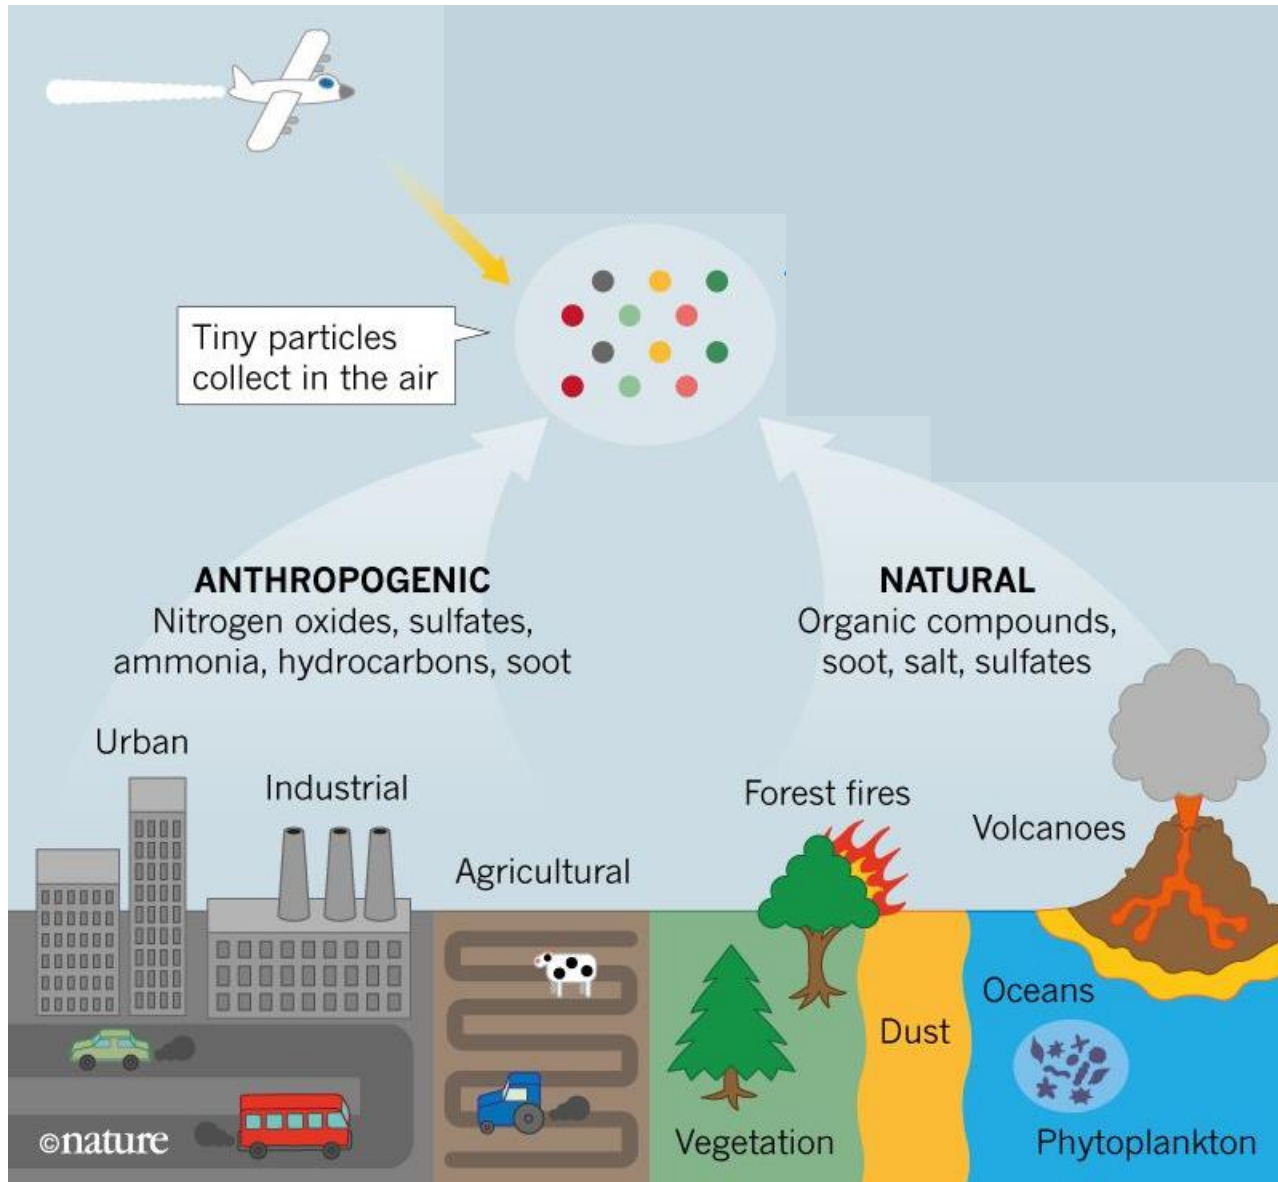 Tiny particles
collect in the air
ANTHROPOGENIC
Nitrogen oxides, sulfates,
ammonia, hydrocarbons, soot
NATURAL
Organic compounds,
soot, salt, sulfates
Urban
Industrial
Agricultural
Forest fires
Volcanoes
Oceans
Dust
Vegetation
Phytoplankton
©nature